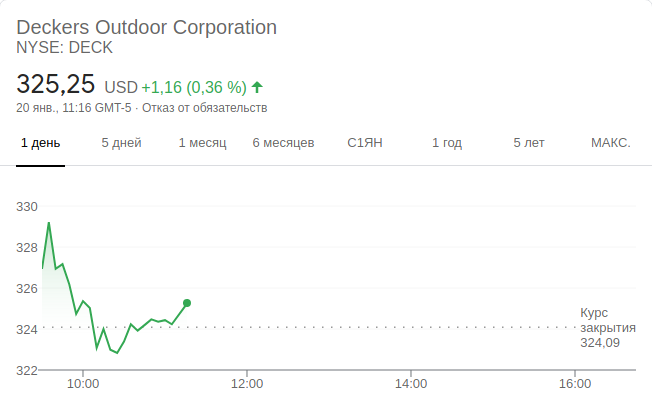 Deckers Outdoor Corporation
NYSE: DECK
325,25 USD +1,16 (0,36 %)
20 янв., 11:16 GMT-5 · Отказ от обязательств
1 день 5 дней 1 месяц 6 месяцев С1ЯН 1 год 5 лет МАКС.
330
328
326
324
322
Курс
закрытия
324,09
10:00 12:00 14:00 16:00